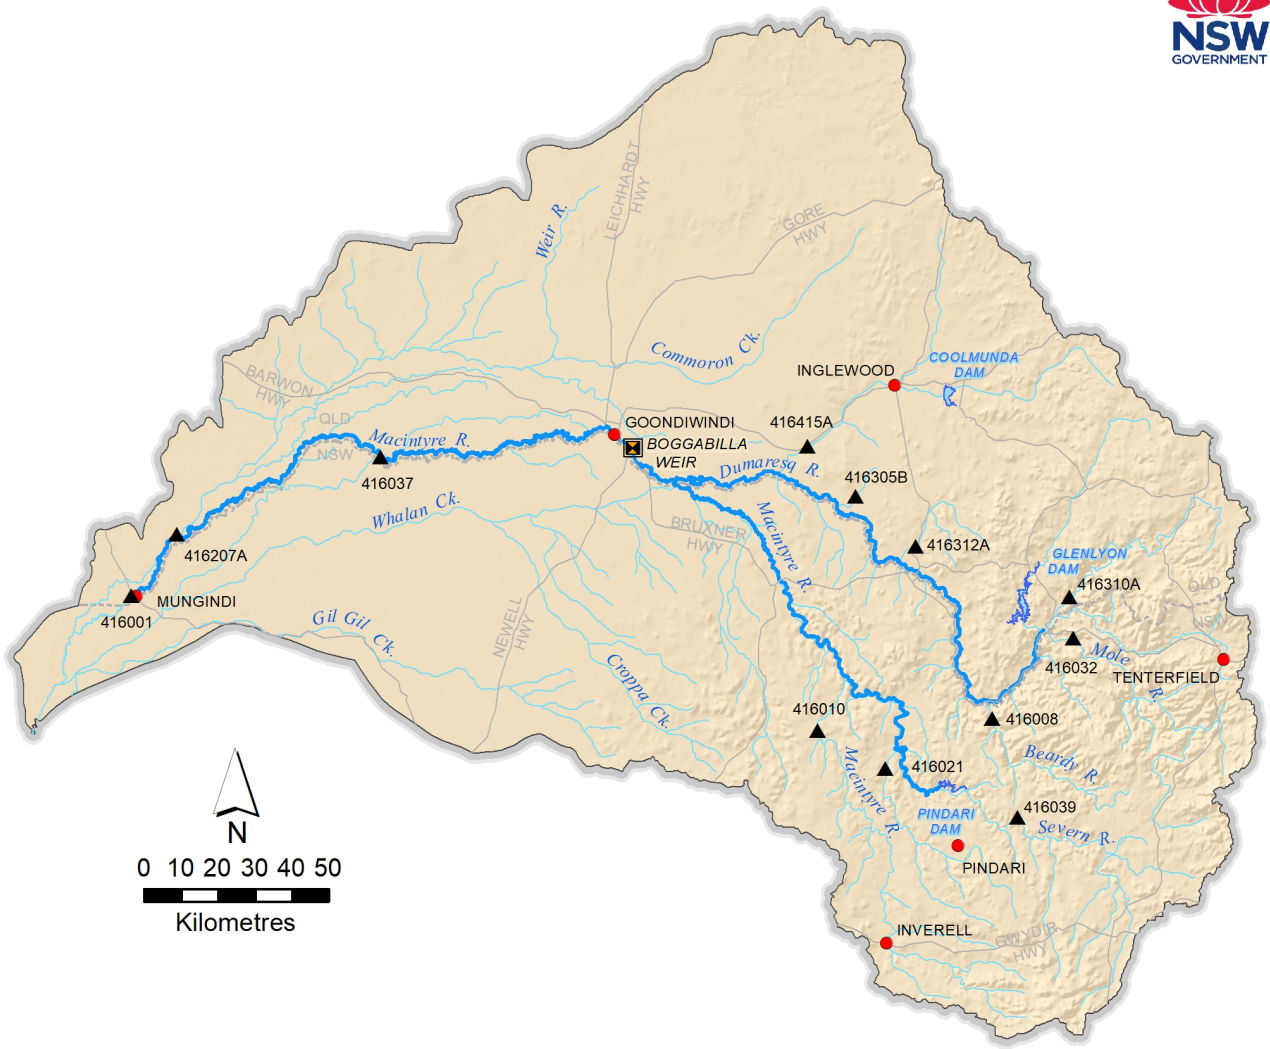 NSW
GOVERNMENT
LEICHHARDT
HWY
Weir R.
GORE
HWY
Commoron Ck.
COOLMUNDA
DAM
INGLEWOOD
BARWON
HWY
QLD
NSW
Macintyre R.
GOONDIWINDI
BOGGABILLA
WEIR
416415A
Dumaresq R.
416037
416305B
Whalan Ck.
BRUXNER
HWY
Macintyre R.
416312A
416207A
GLENLYON
DAM
416310A
QLD
NSW
MUNGINDI
416001
Gil Gil Ck.
NEWELL
HWY
Croppa Ck.
416032
Mole R.
TENTERFIELD
416010
416008
Macintyre R.
416021
Beardy R.
PINDARI
DAM
416039
Severn R.
PINDARI
INVERELL
GWYDIR
HWY
N
0 10 20 30 40 50
Kilometres